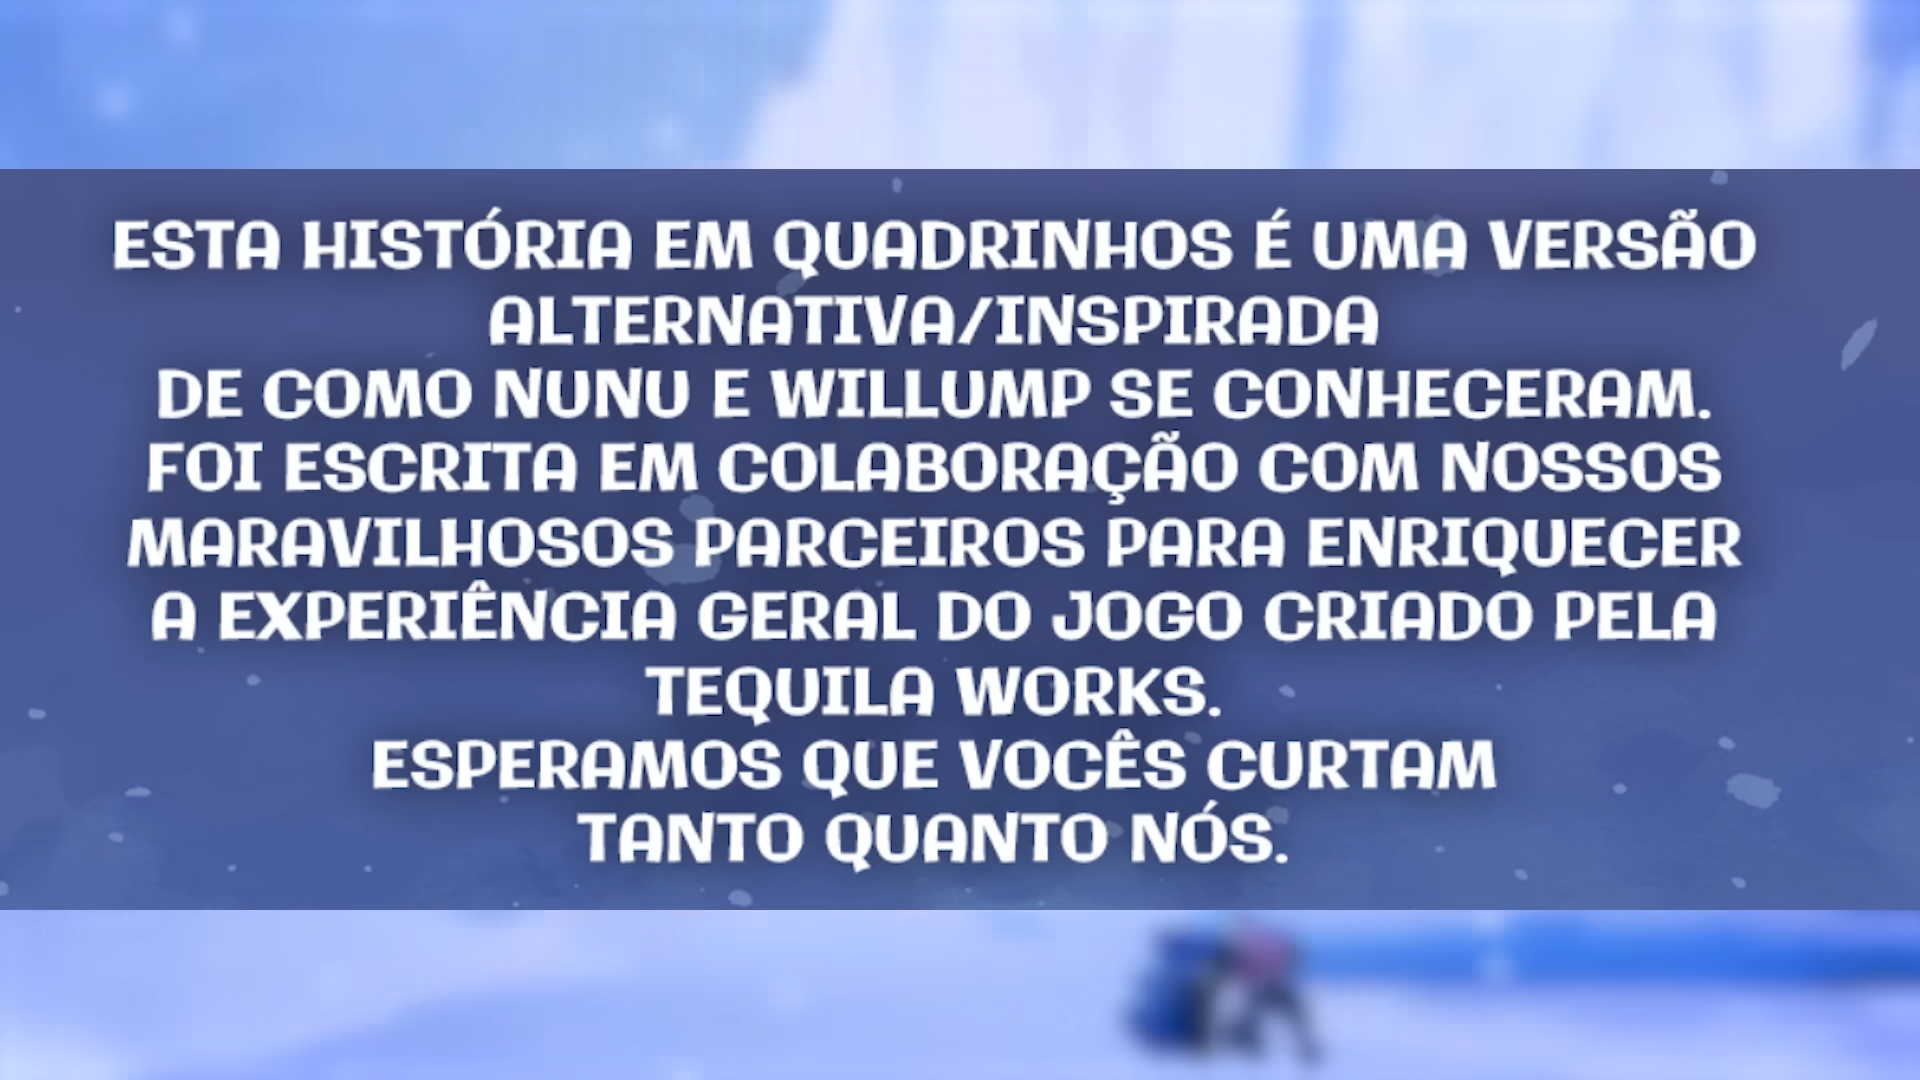 ESTA HISTÓRIA EM QUADRINHOS É UMA VERSÃO
ALTERNATIVA/INSPIRADA
DE COMO NUNU E WILLUMP SE CONHECERAM.
FOI ESCRITA EM COLABORAÇÃO COM NOSSOS
MARAVILHOSOS PARCEIROS PARA ENRIQUECER
A EXPERIÊNCIA GERAL DO JOGO CRIADO PELA
TEQUILA WORKS.
ESPERAMOS QUE VOCÊS CURTAM
TANTO QUANTO NÓS.